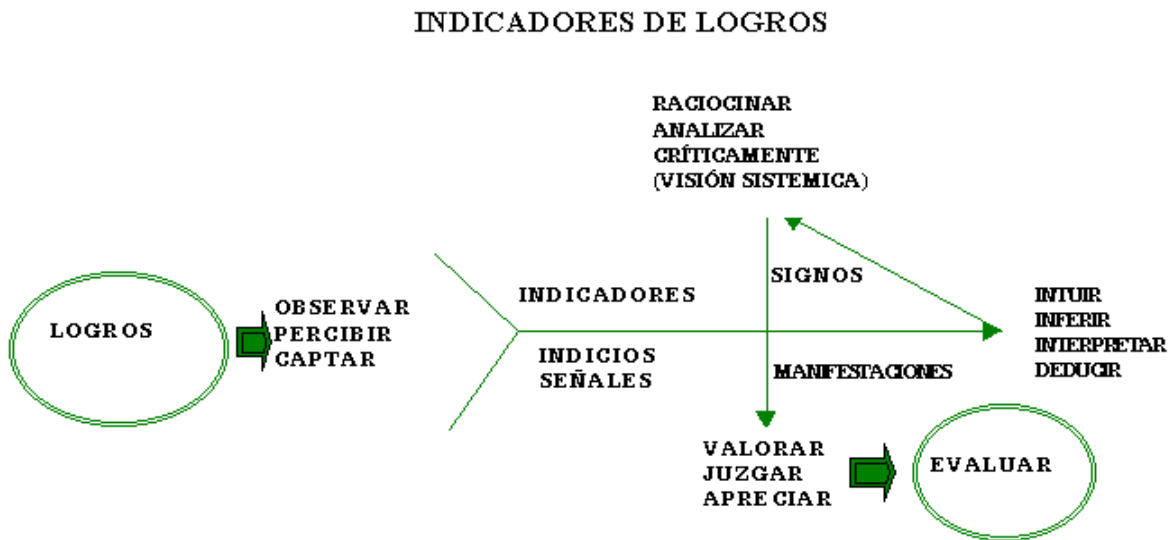 INDICADORES DE LOGROS
RACIOCINAR
ANALIZAR
CRÍTICAMENTE
(VISIÓN SISTEMICA)
LOGROS
OBSERVAR
PERCIBIR
CAPTAR
INDICADORES
INDICIOS
SEÑALES
SIGNOS
MANIFESTACIONES
INTUIR
INFERIR
INTERPRETAR
DEDUCIR
VALORAR
JUZGAR
APRECIAR
EVALUAR